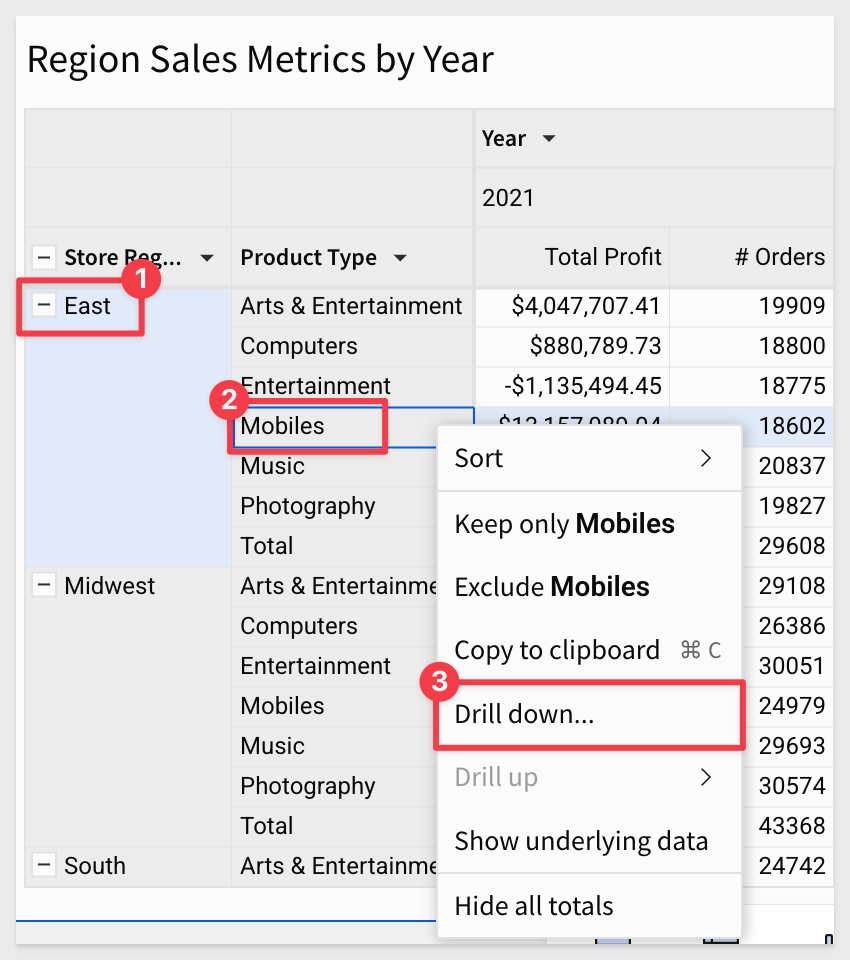 Region Sales Metrics by Year
Year
2021
Store Reg... Product Type Total Profit # Orders
1
East Arts & Entertainment $4,047,707.41 19909
Computers $880,789.73 18800
Entertainment -$1,135,494.45 18775
2
Mobiles 18602
Music 20837
Photography 19827
Total 29608
Midwest Arts & Entertainme 29108
Computers 26386
Entertainment 30051
Mobiles 24979
Music 29693
Photography 30574
Total 43368
South Arts & Entertainme 24742
Sort
Keep only Mobiles
Exclude Mobiles
Copy to clipboard ⌘ C
3
Drill down...
Drill up
Show underlying data
Hide all totals